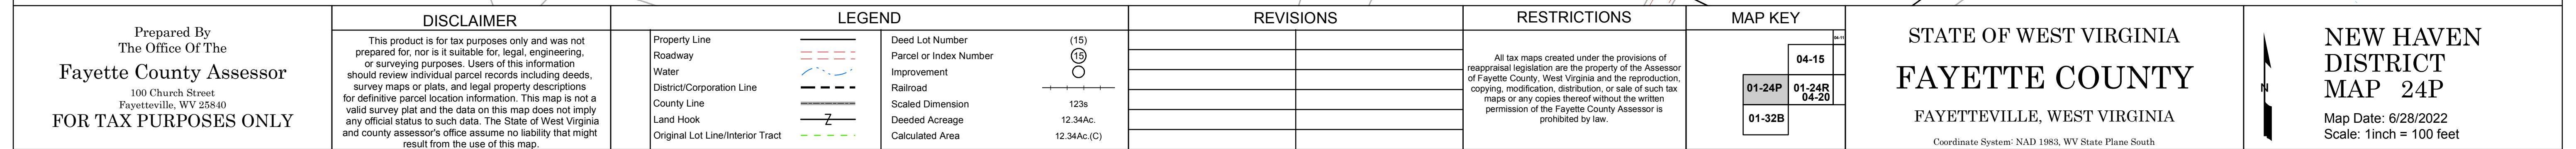 Prepared By
The Office Of The
Fayette County Assessor
100 Church Street
Fayetteville, WV 25840
FOR TAX PURPOSES ONLY
DISCLAIMER
This product is for tax purposes only and was not
prepared for, nor is it suitable for, legal, engineering,
or surveying purposes. Users of this information
should review individual parcel records including deeds,
survey maps or plats, and legal property descriptions
for definitive parcel location information. This map is not a
valid survey plat and the data on this map does not imply
any official status to such data. The State of West Virginia
and county assessor's office assume no liability that might
result from the use of this map.
LEGEND
Property Line
Roadway
Water
District/Corporation Line
County Line
Land Hook Z
Original Lot Line/Interior Tract
Deed Lot Number (15)
Parcel or Index Number 15
Improvement
Railroad
Scaled Dimension 123s
Deeded Acreage 12.34Ac.
Calculated Area 12.34Ac.(C)
REVISIONS
RESTRICTIONS
All tax maps created under the provisions of
reappraisal legislation are the property of the Assessor
of Fayette County, West Virginia and the reproduction,
copying, modification, distribution, or sale of such tax
maps or any copies thereof without the written
permission of the Fayette County Assessor is
prohibited by law.
MAP KEY
04-11
04-15
01-24P 01-24R
04-20
01-32B
STATE OF WEST VIRGINIA
FAYETTE COUNTY
FAYETTEVILLE, WEST VIRGINIA
Coordinate System: NAD 1983, WV State Plane South
N
NEW HAVEN
DISTRICT
MAP 24P
Map Date: 6/28/2022
Scale: 1inch = 100 feet